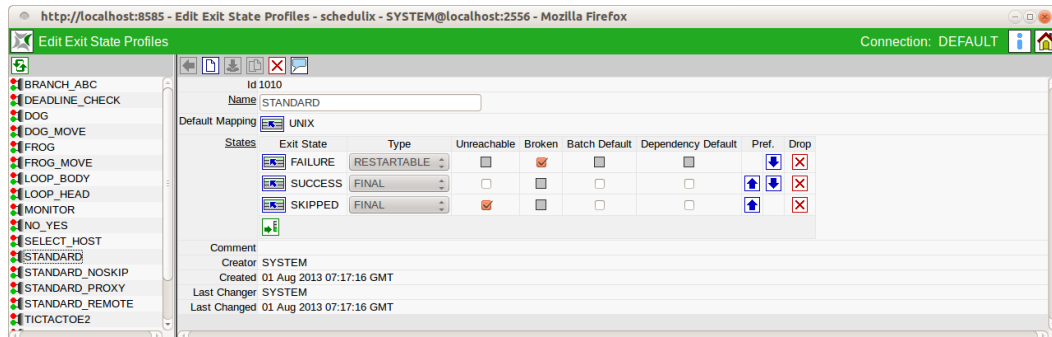 http://localhost:8585 - Edit Exit State Profiles - schedulix - SYSTEM@localhost:2556 - Mozilla Firefox
Edit Exit State Profiles
Connection: DEFAULT
BRANCH_ABC
DEADLINE_CHECK
DOG
DOG_MOVE
FROG
FROG_MOVE
LOOP_BODY
LOOP_HEAD
MONITOR
NO_YES
SELECT_HOST
STANDARD
STANDARD_NOSKIP
STANDARD_PROXY
STANDARD_REMOTE
TICTACTOE2
Id 1010
Name STANDARD
Default Mapping UNIX
States Exit State Type Unreachable Broken Batch Default Dependency Default Pref. Drop
FAILURE RESTARTABLE
SUCCESS FINAL
SKIPPED FINAL
Comment
Creator SYSTEM
Created 01 Aug 2013 07:17:16 GMT
Last Changer SYSTEM
Last Changed 01 Aug 2013 07:17:16 GMT